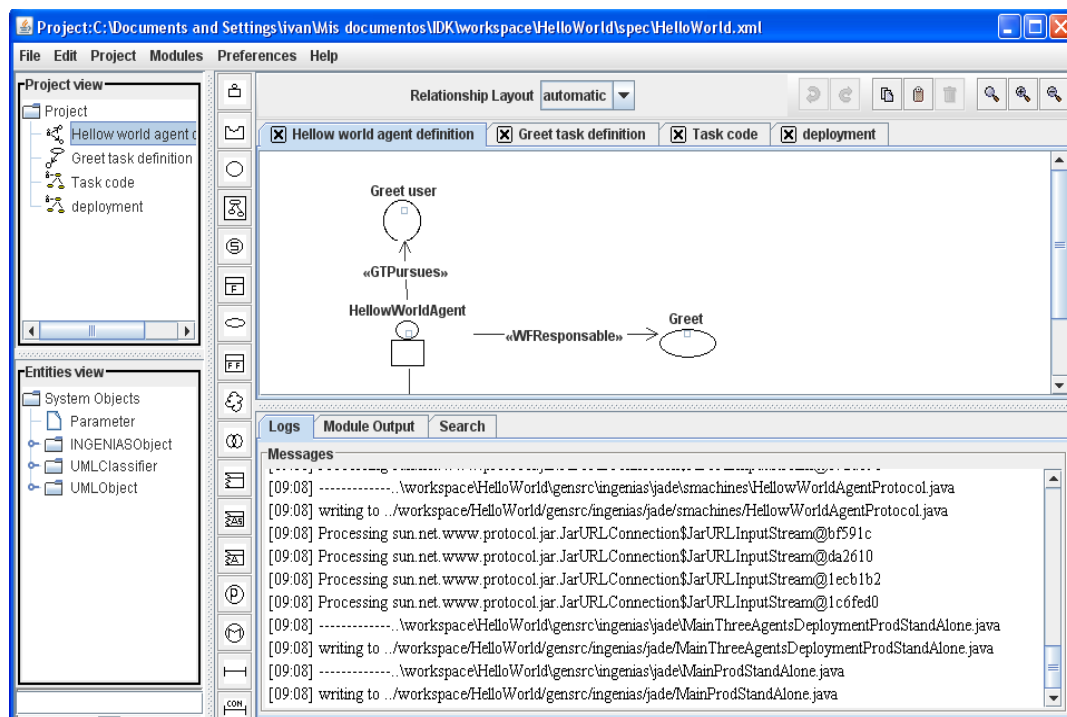 Project:C:\Documents and Settings\ivan\Mis documentos\IDK\workspace\HelloWorld\spec\HelloWorld.xml
File Edit Project Modules Preferences Help
Project view
Project
Hellow world agent d
Greet task definition
Task code
deployment
Entities view
System Objects
Parameter
INGENIASObject
UMLClassifier
UMLObject
S
F
F F
A
P
M
CON
Relationship Layout automatic
Hellow world agent definition Greet task definition Task code deployment
Greet user
«GTPursues»
HellowWorldAgent
«WFResponsable»
Greet
Logs Module Output Search
Messages
[09:08] -------------..\workspace\HelloWorld\gensrc\ingenias\jade\smachines\HellowWorldAgentProtocol.java
[09:08] writing to ../workspace/HelloWorld/gensrc/ingenias/jade/smachines/HellowWorldAgentProtocol.java
[09:08] Processing sun.net.www.protocol.jar.JarURLConnection$JarURLInputStream@bf591c
[09:08] Processing sun.net.www.protocol.jar.JarURLConnection$JarURLInputStream@da2610
[09:08] Processing sun.net.www.protocol.jar.JarURLConnection$JarURLInputStream@1ecb1b2
[09:08] Processing sun.net.www.protocol.jar.JarURLConnection$JarURLInputStream@1c6fed0
[09:08] -------------..\workspace\HelloWorld\gensrc\ingenias\jade\MainThreeAgentsDeploymentProdStandAlone.java
[09:08] writing to ../workspace/HelloWorld/gensrc/ingenias/jade/MainThreeAgentsDeploymentProdStandAlone.java
[09:08] -------------..\workspace\HelloWorld\gensrc\ingenias\jade\MainProdStandAlone.java
[09:08] writing to ../workspace/HelloWorld/gensrc/ingenias/jade/MainProdStandAlone.java